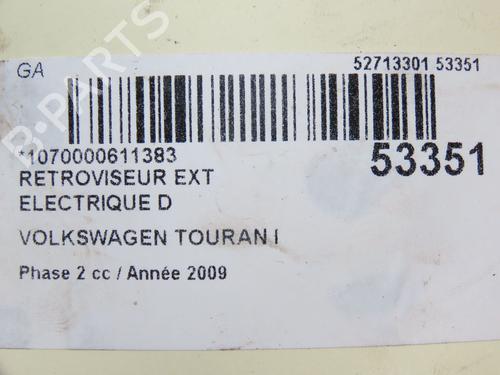 GA
52713301 53351
*1070000611383
53351
RETROVISEUR EXT
ELECTRIQUE D
VOLKSWAGEN TOURAN I
Phase 2 cc / Année 2009
B-PARTS